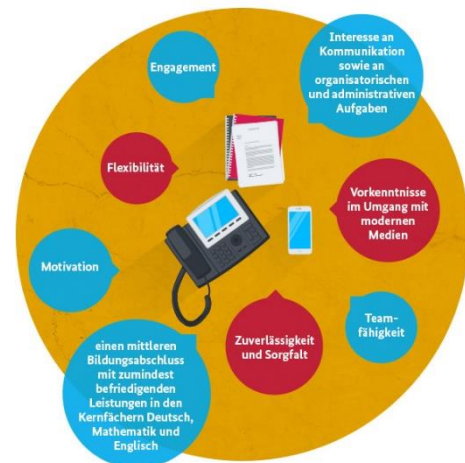 Engagement
Interesse an
Kommunikation
sowie an
organisatorischen
und administrativen
Aufgaben
Flexibilität
Vorkenntnisse
im Umgang mit
modernen
Medien
Motivation
Team-
fähigkeit
Zuverlässigkeit
und Sorgfalt
einen mittleren
Bildungsabschluss
mit zumindest
befriedigenden
Leistungen in den
Kernfächern Deutsch,
Mathematik und
Englisch